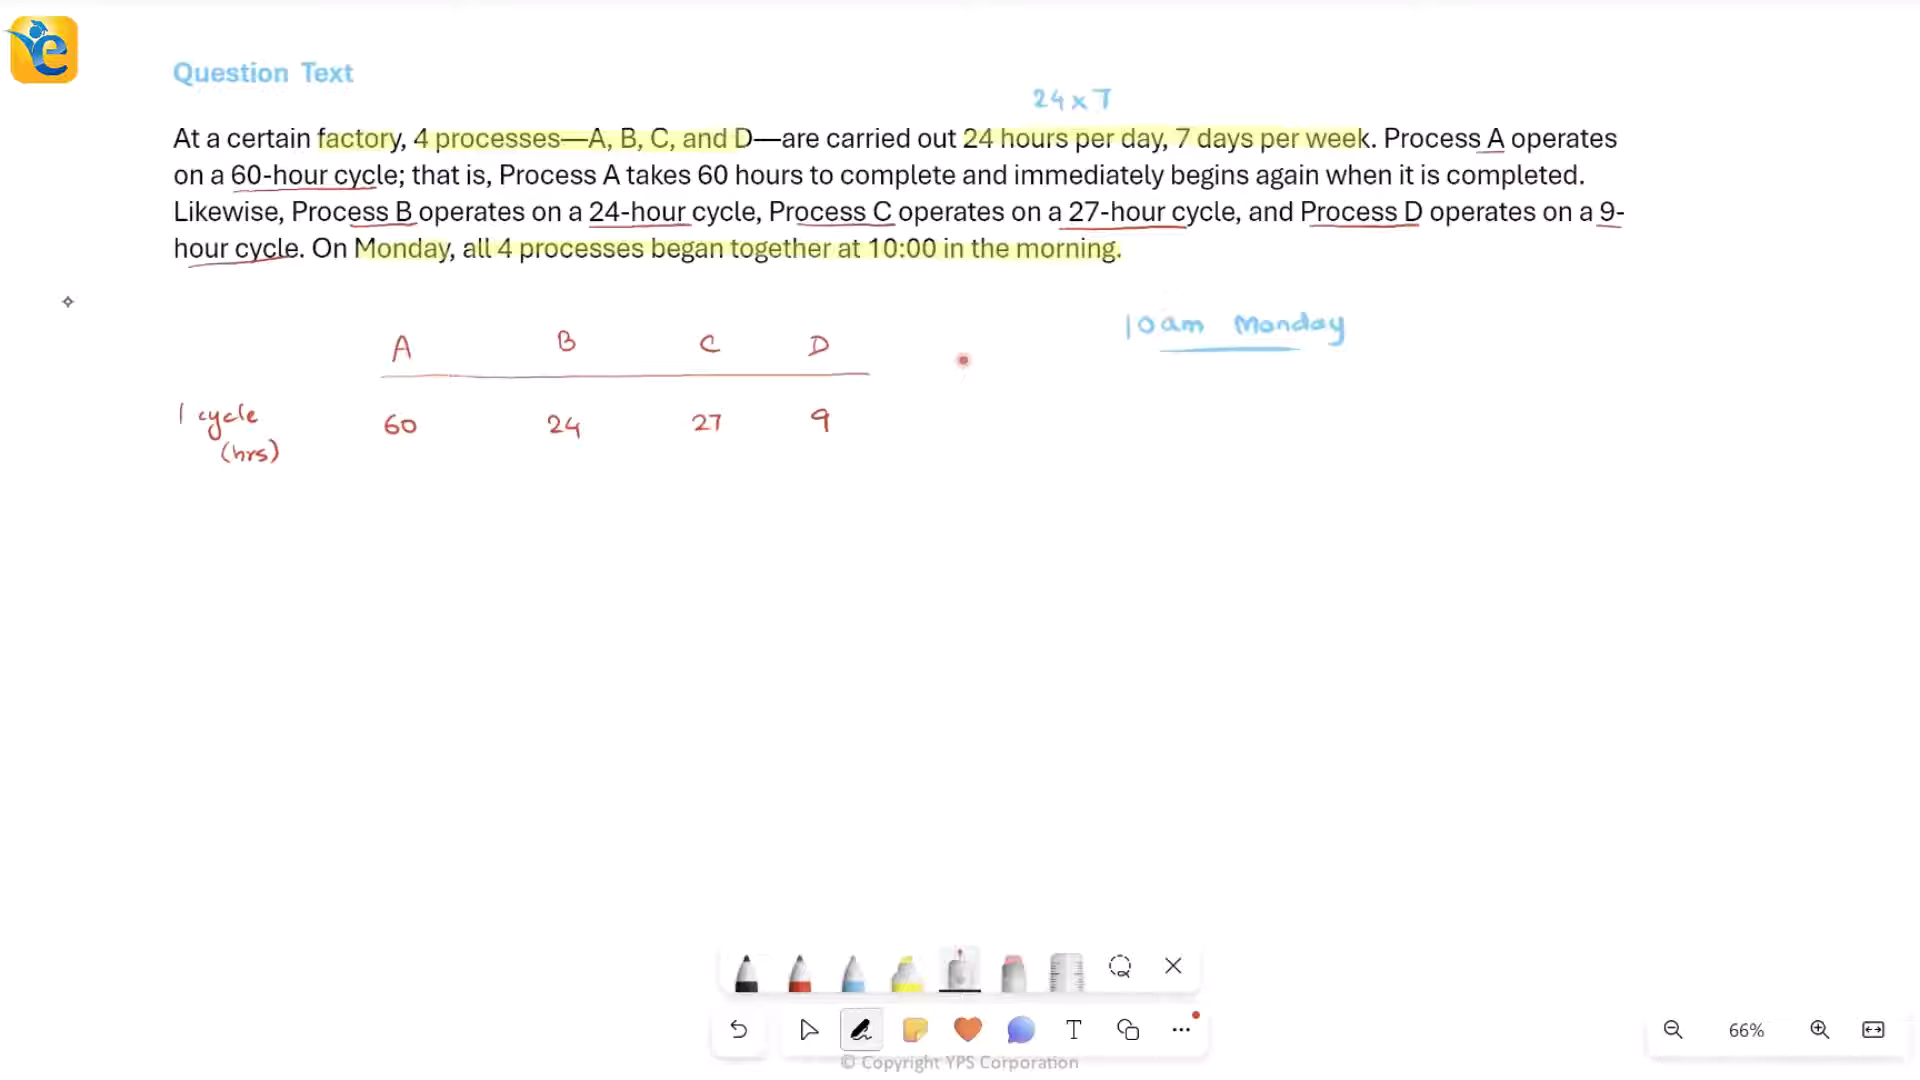 Question Text
24 x 7
At a certain factory, 4 processes—A, B, C, and D—are carried out 24 hours per day, 7 days per week. Process A operates
on a 60-hour cycle; that is, Process A takes 60 hours to complete and immediately begins again when it is completed.
Likewise, Process B operates on a 24-hour cycle, Process C operates on a 27-hour cycle, and Process D operates on a 9-
hour cycle. On Monday, all 4 processes began together at 10:00 in the morning.
10am Monday
A B C D
1 cycle 60 24 27 9
(hrs)
66%
© Copyright YPS Corporation